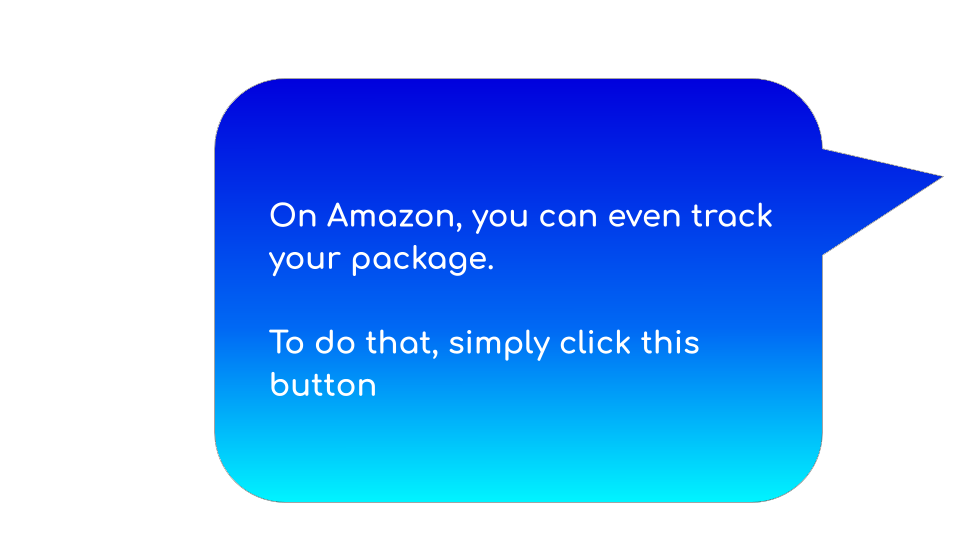 On Amazon, you can even track
your package.
To do that, simply click this
button